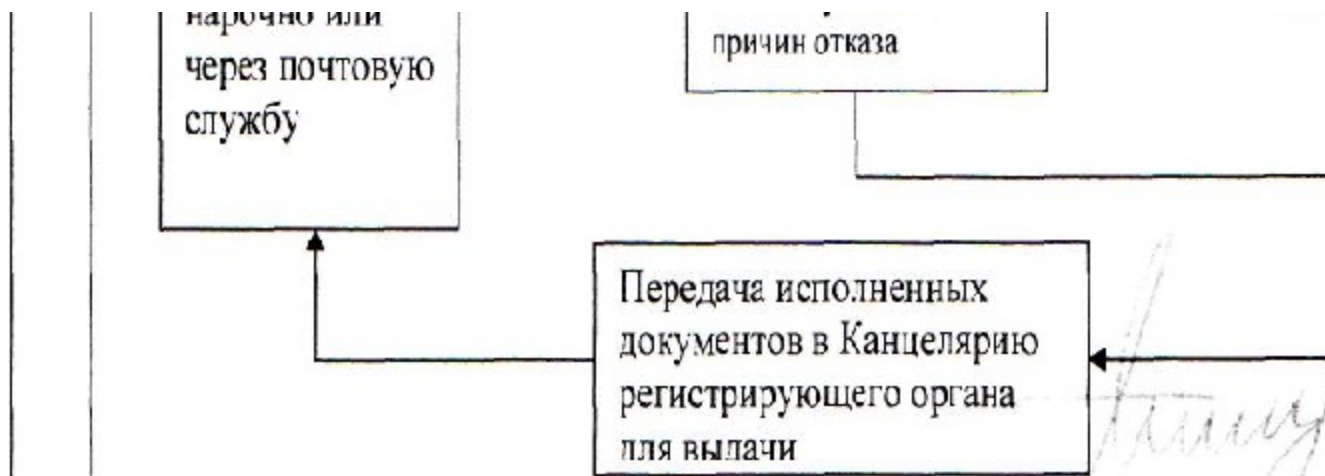 нарочно или
через почтовую
службу
причин отказа
Передача исполненных
документов в Канцелярию
регистрирующего органа
для выдачи